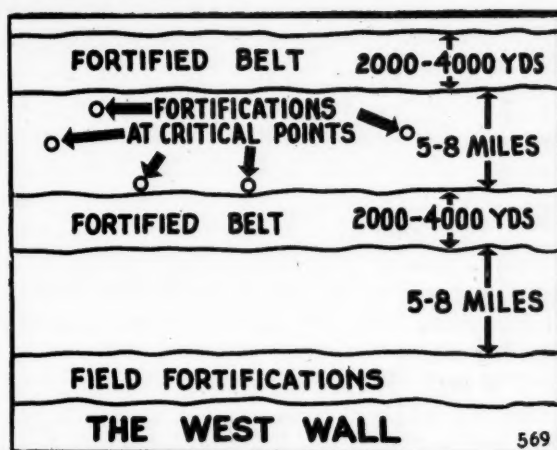 FORTIFIED BELT
2000-4000 YDS
FORTIFICATIONS
AT CRITICAL POINTS
5-8 MILES
FORTIFIED BELT
2000-4000 YDS
5-8 MILES
FIELD FORTIFICATIONS
THE WEST WALL
569